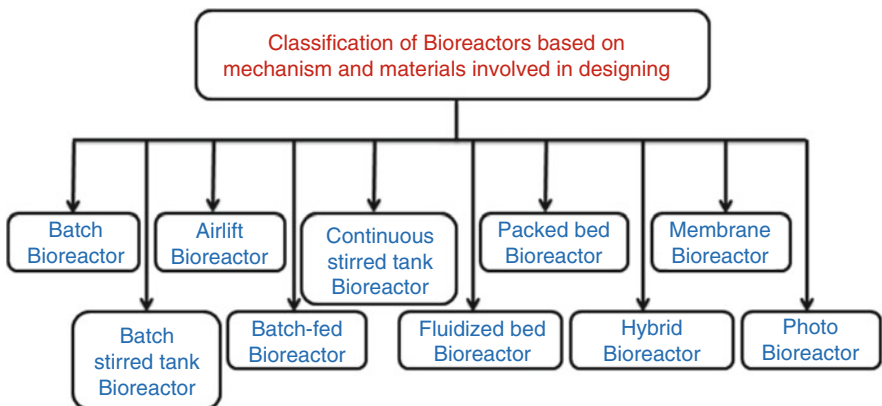 Classification of Bioreactors based on
mechanism and materials involved in designing
Batch
Bioreactor
Airlift
Bioreactor
Continuous
stirred tank
Bioreactor
Packed bed
Bioreactor
Membrane
Bioreactor
Batch
stirred tank
Bioreactor
Batch-fed
Bioreactor
Fluidized bed
Bioreactor
Hybrid
Bioreactor
Photo
Bioreactor